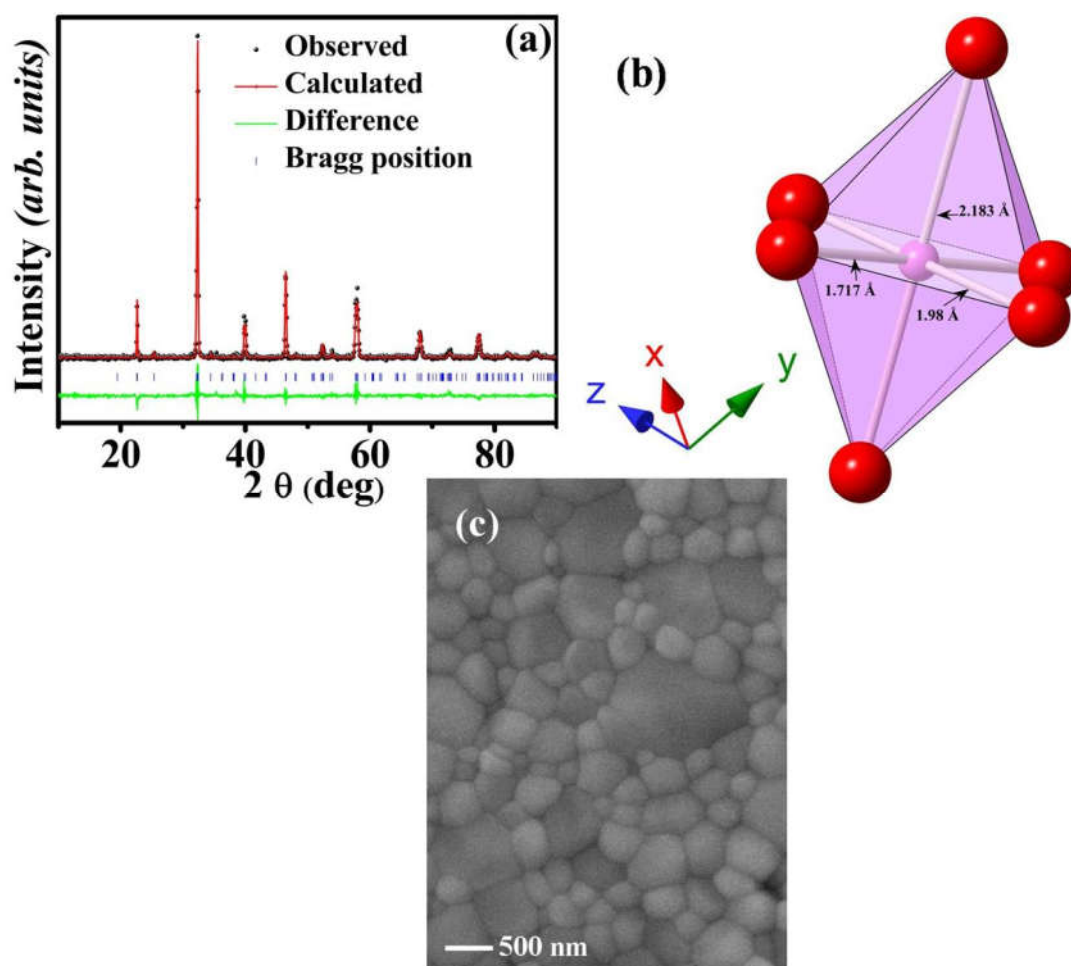 (a)
Observed
Calculated
Difference
Bragg position
Intensity (arb. units)
20 40 60 80
2 θ (deg)
(b)
2.183 Å
1.717 Å
1.98 Å
x
y
z
(c)
500 nm